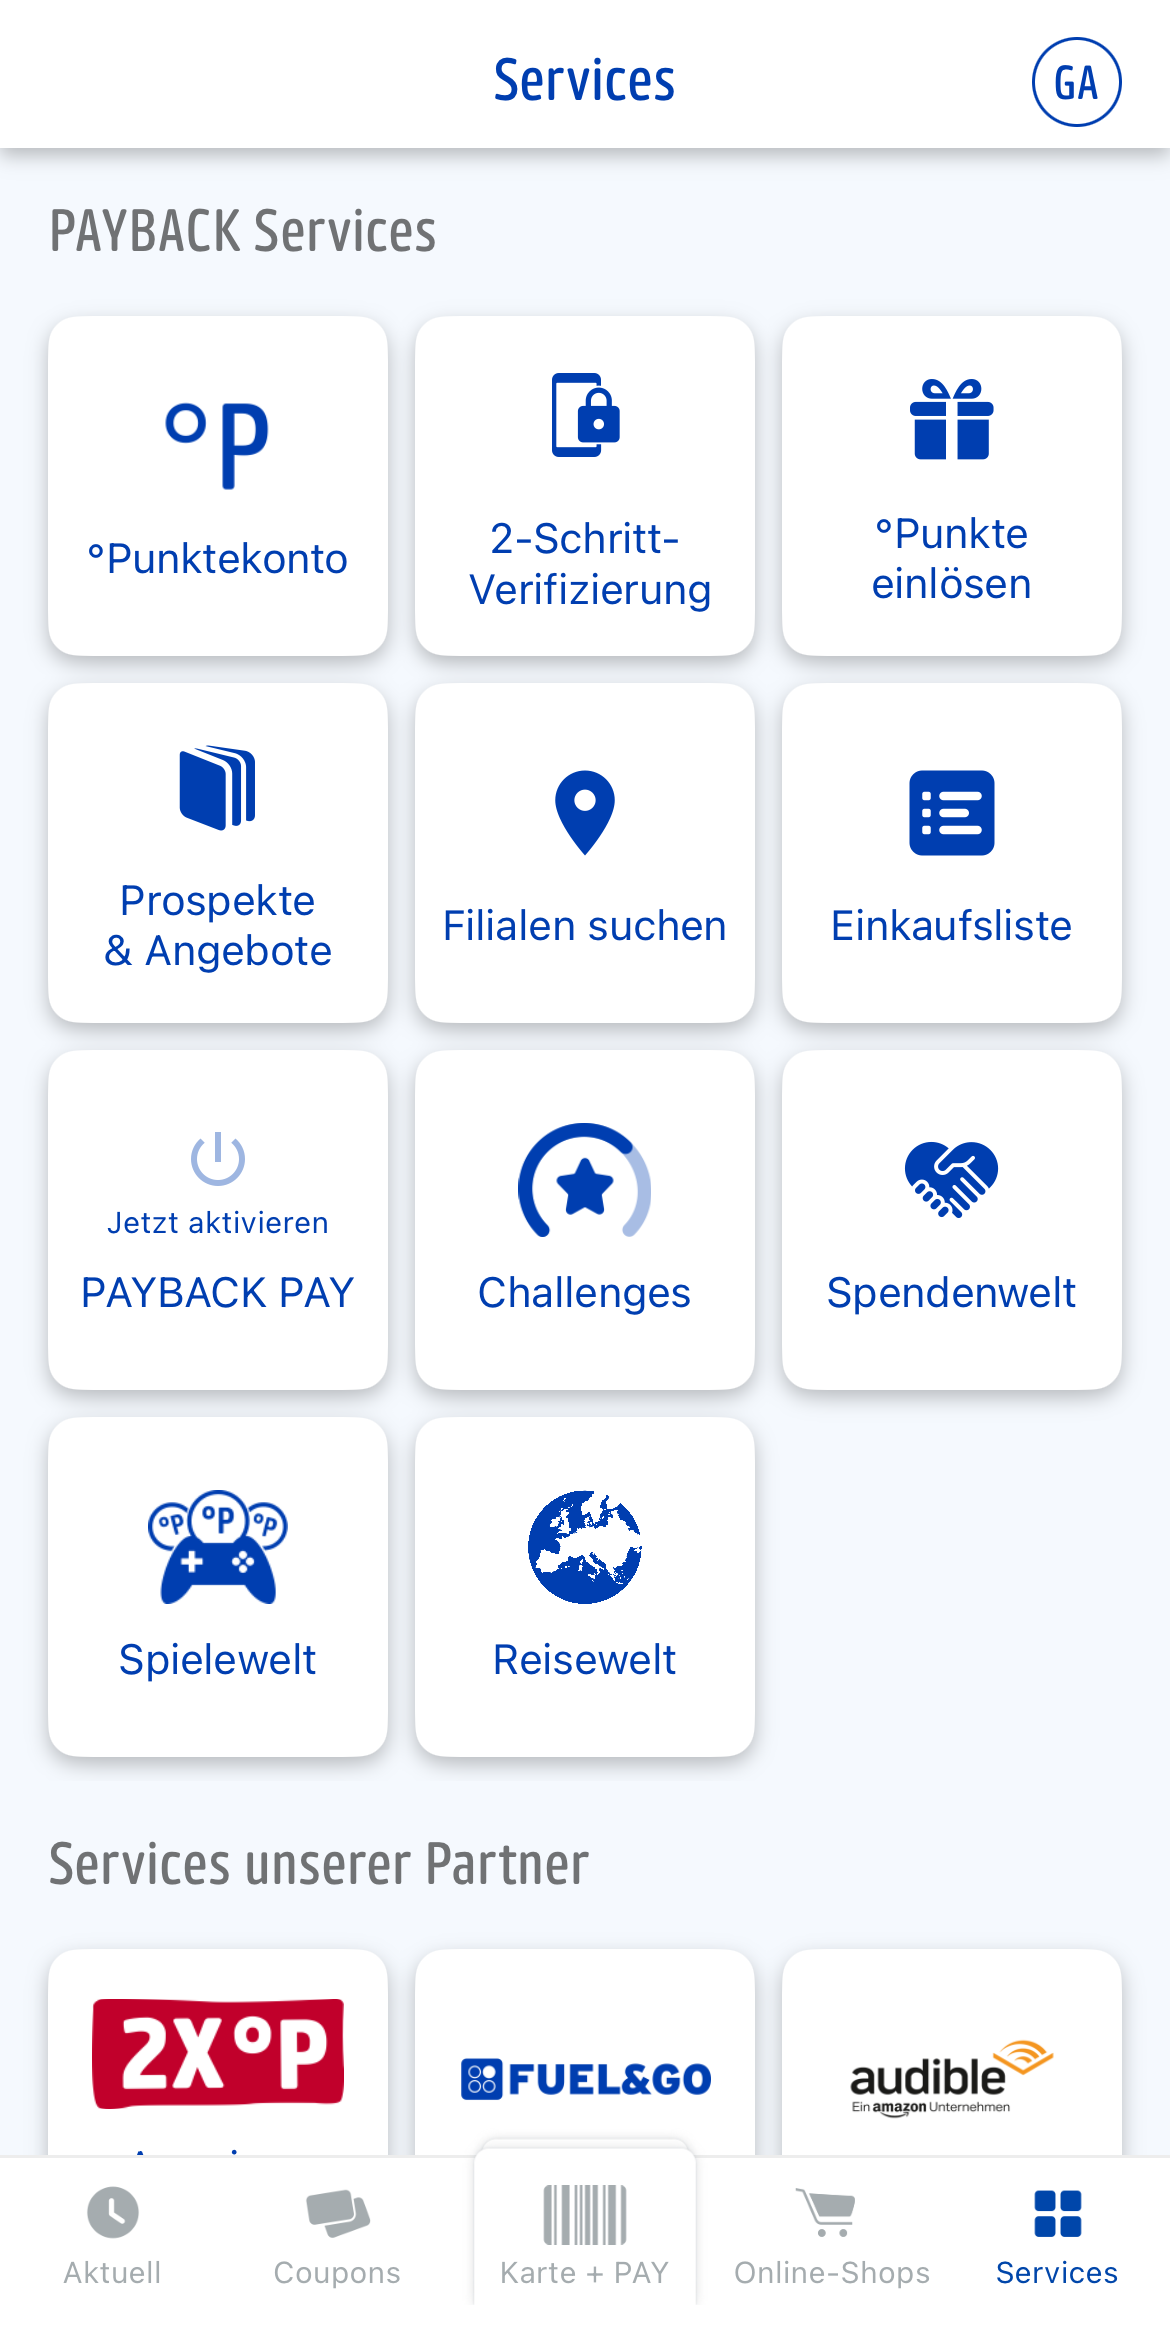 Services
GA
PAYBACK Services
°P
°Punktekonto
2-Schritt-
Verifizierung
°Punkte
einlösen
Prospekte
& Angebote
Filialen suchen
Einkaufsliste
Jetzt aktivieren
PAYBACK PAY
Challenges
Spendenwelt
°P °P °P
Spielewelt
Reisewelt
Services unserer Partner
2X°P
FUEL&GO
audible
Ein amazon Unternehmen
Aktuell
Coupons
Karte + PAY
Online-Shops
Services